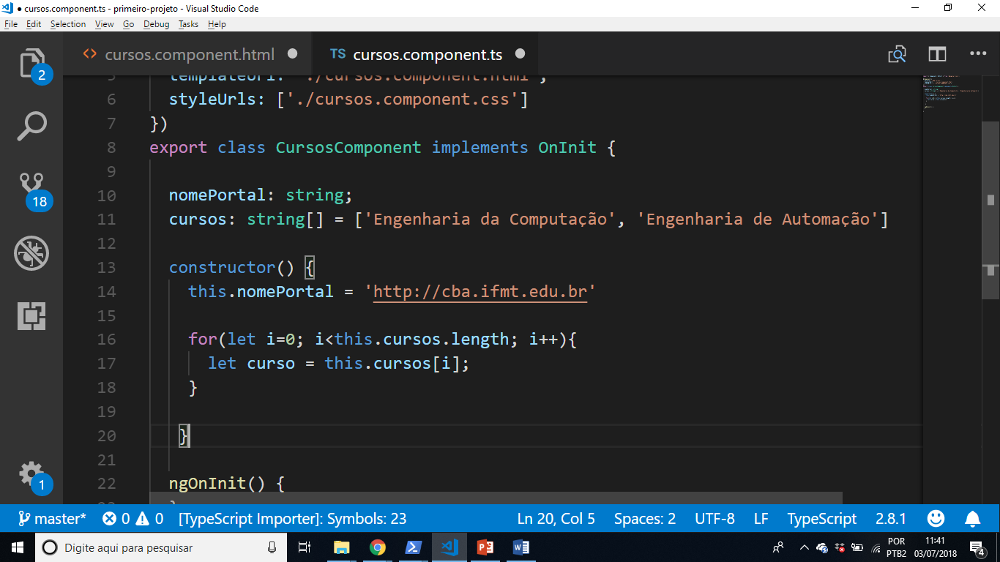 cursos.component.ts - primeiro-projeto - Visual Studio Code
File Edit Selection View Go Debug Tasks Help
<> cursos.component.html TS cursos.component.ts
5 templateUrl: './cursos.component.html',
6 styleUrls: ['./cursos.component.css']
7 })
8 export class CursosComponent implements OnInit {
9
10 nomePortal: string;
11 cursos: string[] = ['Engenharia da Computação', 'Engenharia de Automação']
12
13 constructor() {
14 this.nomePortal = 'http://cba.ifmt.edu.br'
15
16 for(let i=0; i<this.cursos.length; i++){
17 let curso = this.cursos[i];
18 }
19
20 }
21
22 ngOnInit() {
2
18
1
master* 0 0 [TypeScript Importer]: Symbols: 23 Ln 20, Col 5 Spaces: 2 UTF-8 LF TypeScript 2.8.1
Digite aqui para pesquisar
POR 11:41
PTB2 03/07/2018 4